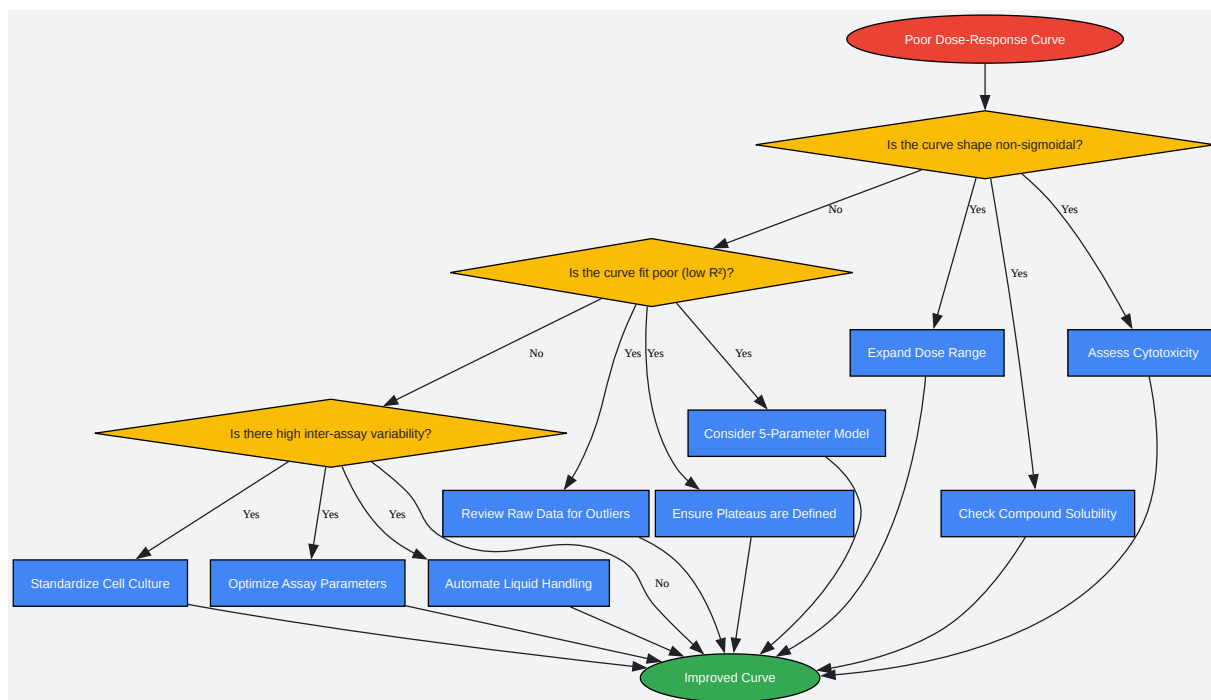 Poor Dose-Response Curve
Is the curve shape non-sigmoidal?
No
Yes
Yes
Yes
Is the curve fit poor (low R²)?
Expand Dose Range
Assess Cytotoxicity
No
Yes
Yes
Yes
Consider 5-Parameter Model
Is there high inter-assay variability?
Review Raw Data for Outliers
Ensure Plateaus are Defined
Check Compound Solubility
Yes
Yes
Yes
No
Standardize Cell Culture
Optimize Assay Parameters
Automate Liquid Handling
Improved Curve